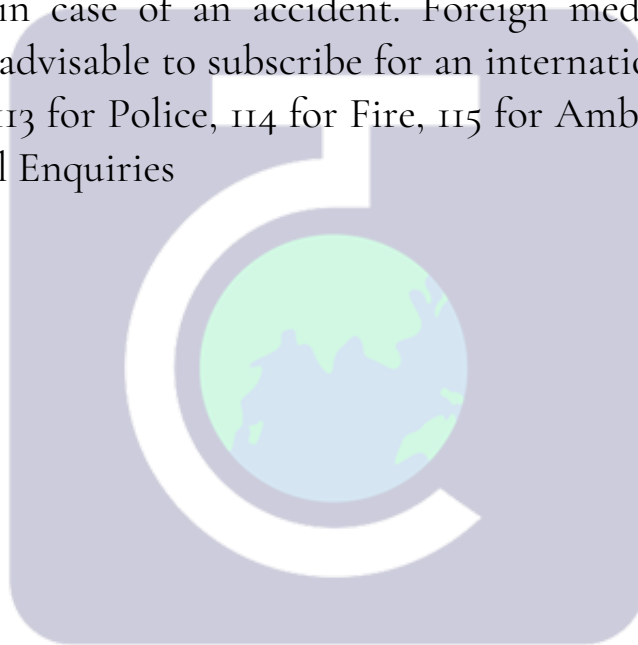 in case of an accident. Foreign med
advisable to subscribe for an internatio
113 for Police, 114 for Fire, 115 for Amb
l Enquiries